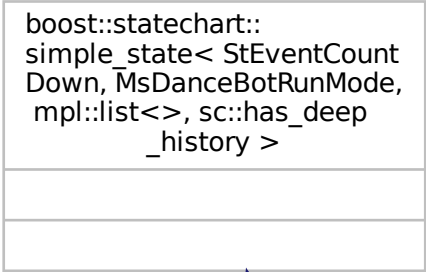 boost::statechart::
simple_state< StEventCount
Down, MsDanceBotRunMode,
mpl::list<>, sc::has_deep
_history >